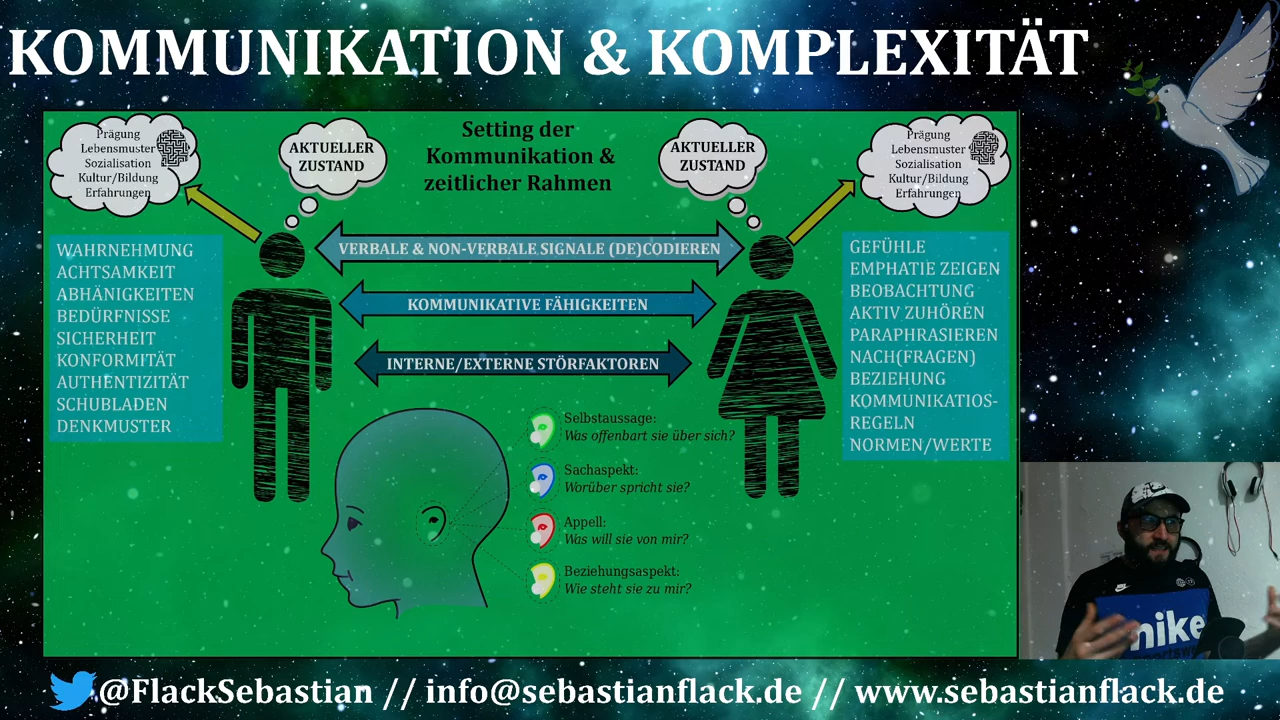 KOMMUNIKATION & KOMPLEXITÄT
Prägung
Lebensmuster
Sozialisation
Kultur/Bildung
Erfahrungen
AKTUELLER
ZUSTAND
Setting der
Kommunikation &
zeitlicher Rahmen
AKTUELLER
ZUSTAND
Prägung
Lebensmuster
Sozialisation
Kultur/Bildung
Erfahrungen
WAHRNEHMUNG
ACHTSAMKEIT
ABHÄNIGKEITEN
BEDÜRFNISSE
SICHERHEIT
KONFORMITÄT
AUTHENTIZITÄT
SCHUBLADEN
DENKMUSTER
VERBALE & NON-VERBALE SIGNALE (DE)CODIEREN
KOMMUNIKATIVE FÄHIGKEITEN
INTERNE/EXTERNE STÖRFAKTOREN
GEFÜHLE
EMPHATIE ZEIGEN
BEOBACHTUNG
AKTIV ZUHÖREN
PARAPHRASIEREN
NACH(FRAGEN)
BEZIEHUNG
KOMMUNIKATIOS-
REGELN
NORMEN/WERTE
Selbstaussage:
Was offenbart sie über sich?
Sachaspekt:
Worüber spricht sie?
Appell:
Was will sie von mir?
Beziehungsaspekt:
Wie steht sie zu mir?
nike
@FlackSebastian // info@sebastianflack.de // www.sebastianflack.de